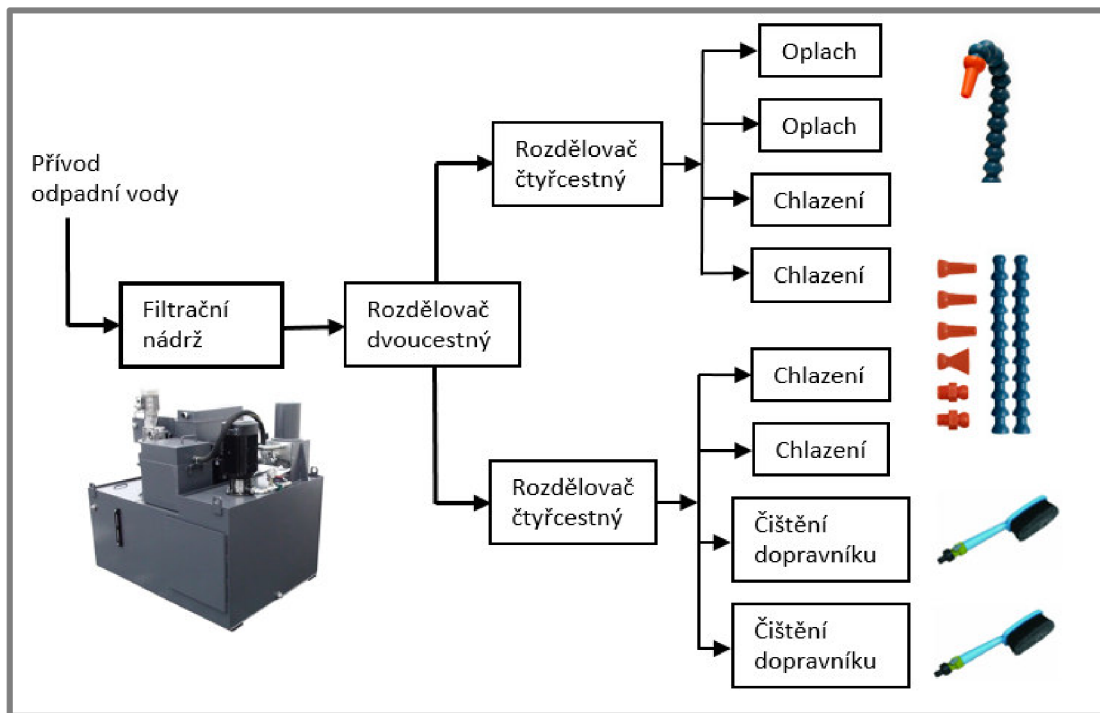 Přívod
odpadní vody
Filtrační
nádrž
Rozdělovač
dvoucestný
Rozdělovač
čtyřcestný
Oplach
Oplach
Chlazení
Chlazení
Rozdělovač
čtyřcestný
Chlazení
Chlazení
Čištění
dopravníku
Čištění
dopravníku